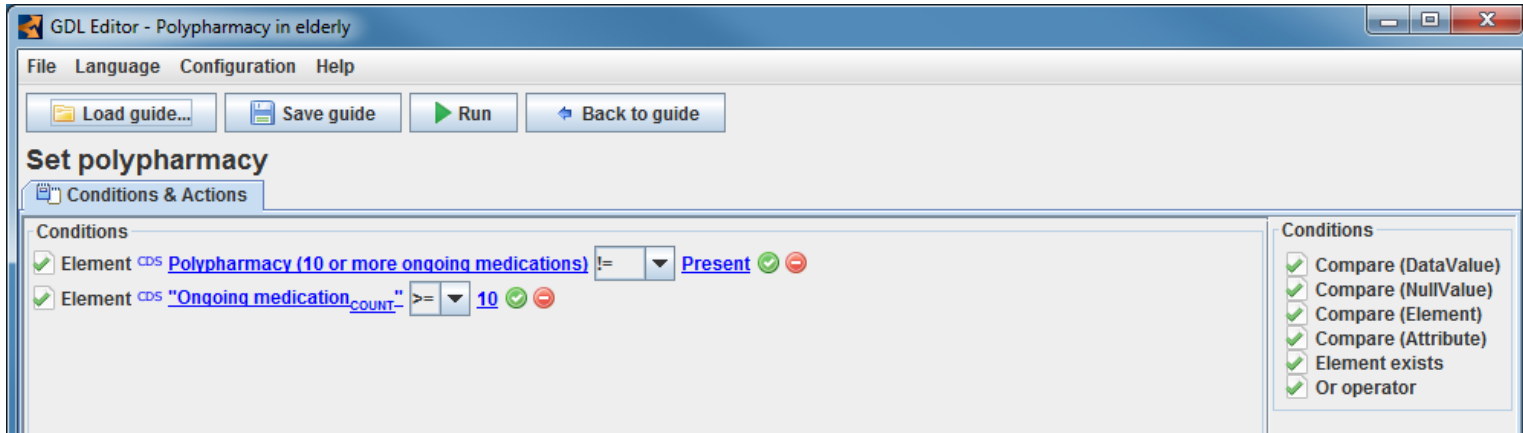 GDL Editor - Polypharmacy in elderly
File Language Configuration Help
Load guide... Save guide Run Back to guide
Set polypharmacy
Conditions & Actions
Conditions
Element CDS Polypharmacy (10 or more ongoing medications) != Present
Element CDS "Ongoing medicationCOUNT" >= 10
Conditions
Compare (DataValue)
Compare (NullValue)
Compare (Element)
Compare (Attribute)
Element exists
Or operator